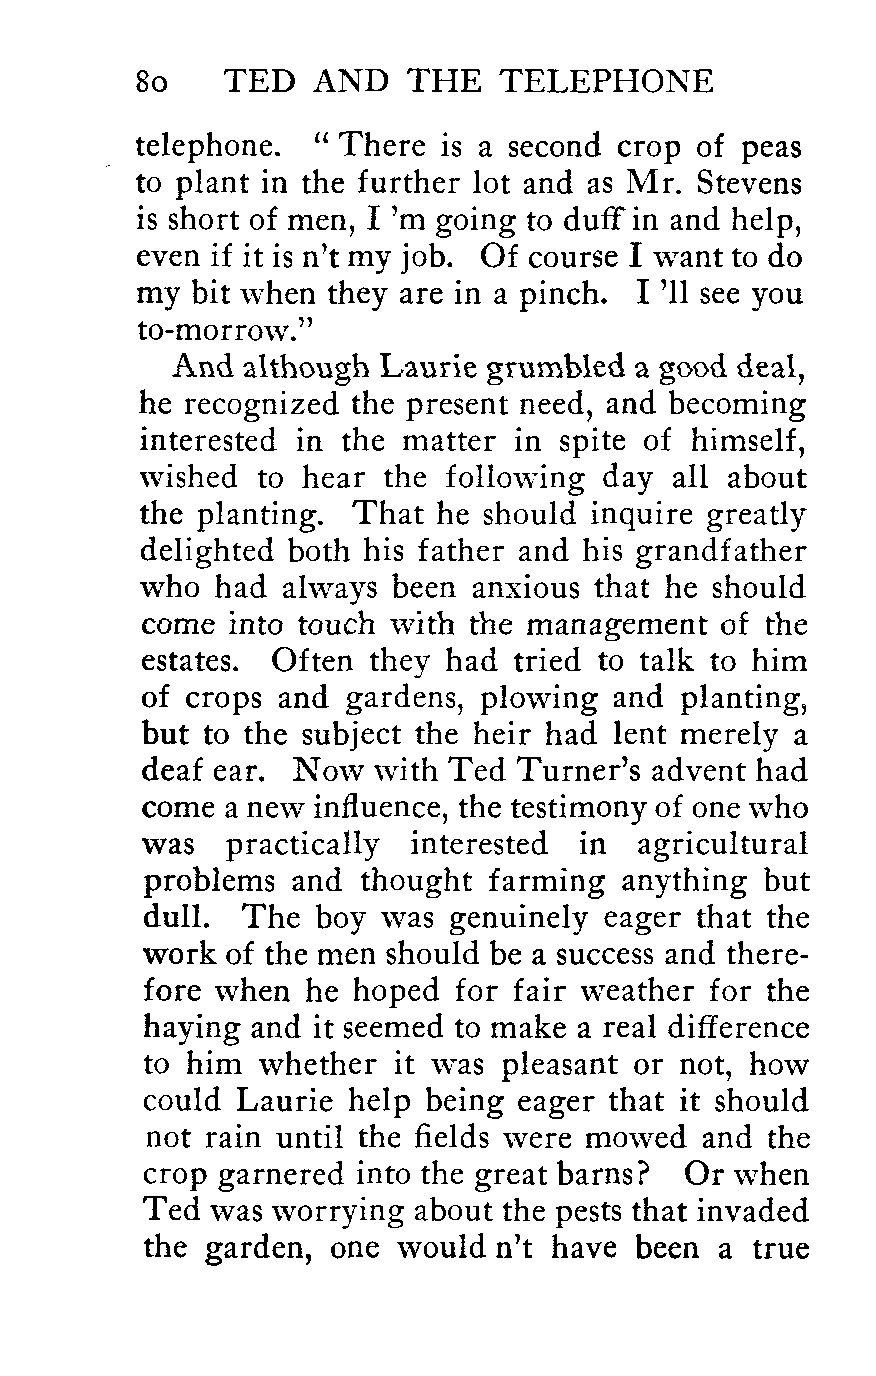 80 TED AND THE TELEPHONE
telephone. “ There is a second crop of peas
to plant in the further lot and as Mr. Stevens
is short of men, I 'm going to duff in and help,
even if it is n't my job. Of course I want to do
my bit when they are in a pinch. I 'll see you
to-morrow.”
And although Laurie grumbled a good deal,
he recognized the present need, and becoming
interested in the matter in spite of himself,
wished to hear the following day all about
the planting. That he should inquire greatly
delighted both his father and his grandfather
who had always been anxious that he should
come into touch with the management of the
estates. Often they had tried to talk to him
of crops and gardens, plowing and planting,
but to the subject the heir had lent merely a
deaf ear. Now with Ted Turner's advent had
come a new influence, the testimony of one who
was practically interested in agricultural
problems and thought farming anything but
dull. The boy was genuinely eager that the
work of the men should be a success and there-
fore when he hoped for fair weather for the
haying and it seemed to make a real difference
to him whether it was pleasant or not, how
could Laurie help being eager that it should
not rain until the fields were mowed and the
crop garnered into the great barns? Or when
Ted was worrying about the pests that invaded
the garden, one would n't have been a true